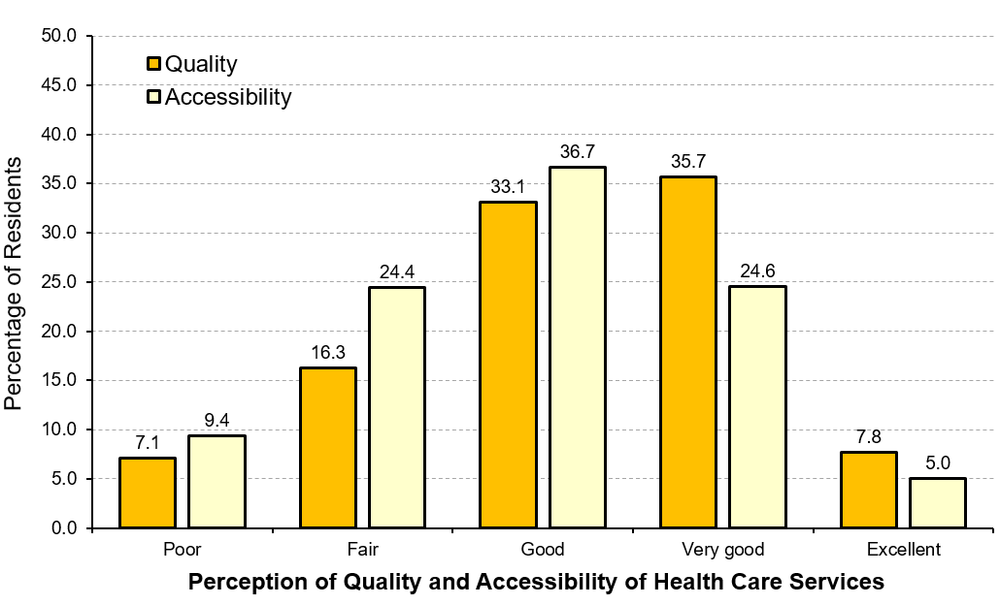 50.0
45.0
40.0
35.0
30.0
25.0
20.0
15.0
10.0
5.0
0.0
Percentage of Residents
Quality
Accessibility
7.1
9.4
16.3
24.4
33.1
36.7
35.7
24.6
7.8
5.0
Poor
Fair
Good
Very good
Excellent
Perception of Quality and Accessibility of Health Care Services